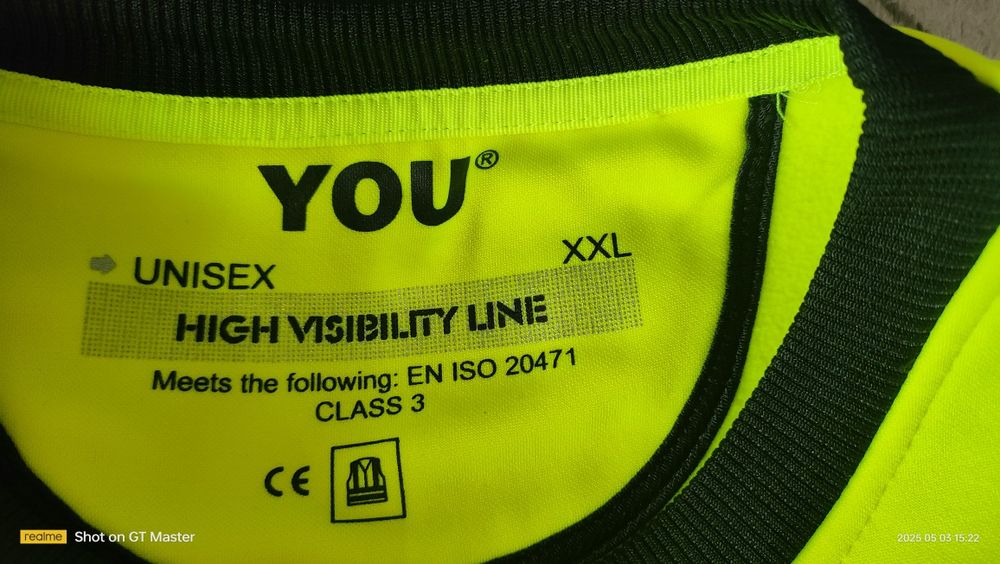 YOU®
UNISEX XXL
HIGH VISIBILITY LINE
Meets the following: EN ISO 20471
CLASS 3
CE
realme Shot on GT Master
2025 05 03 15:22